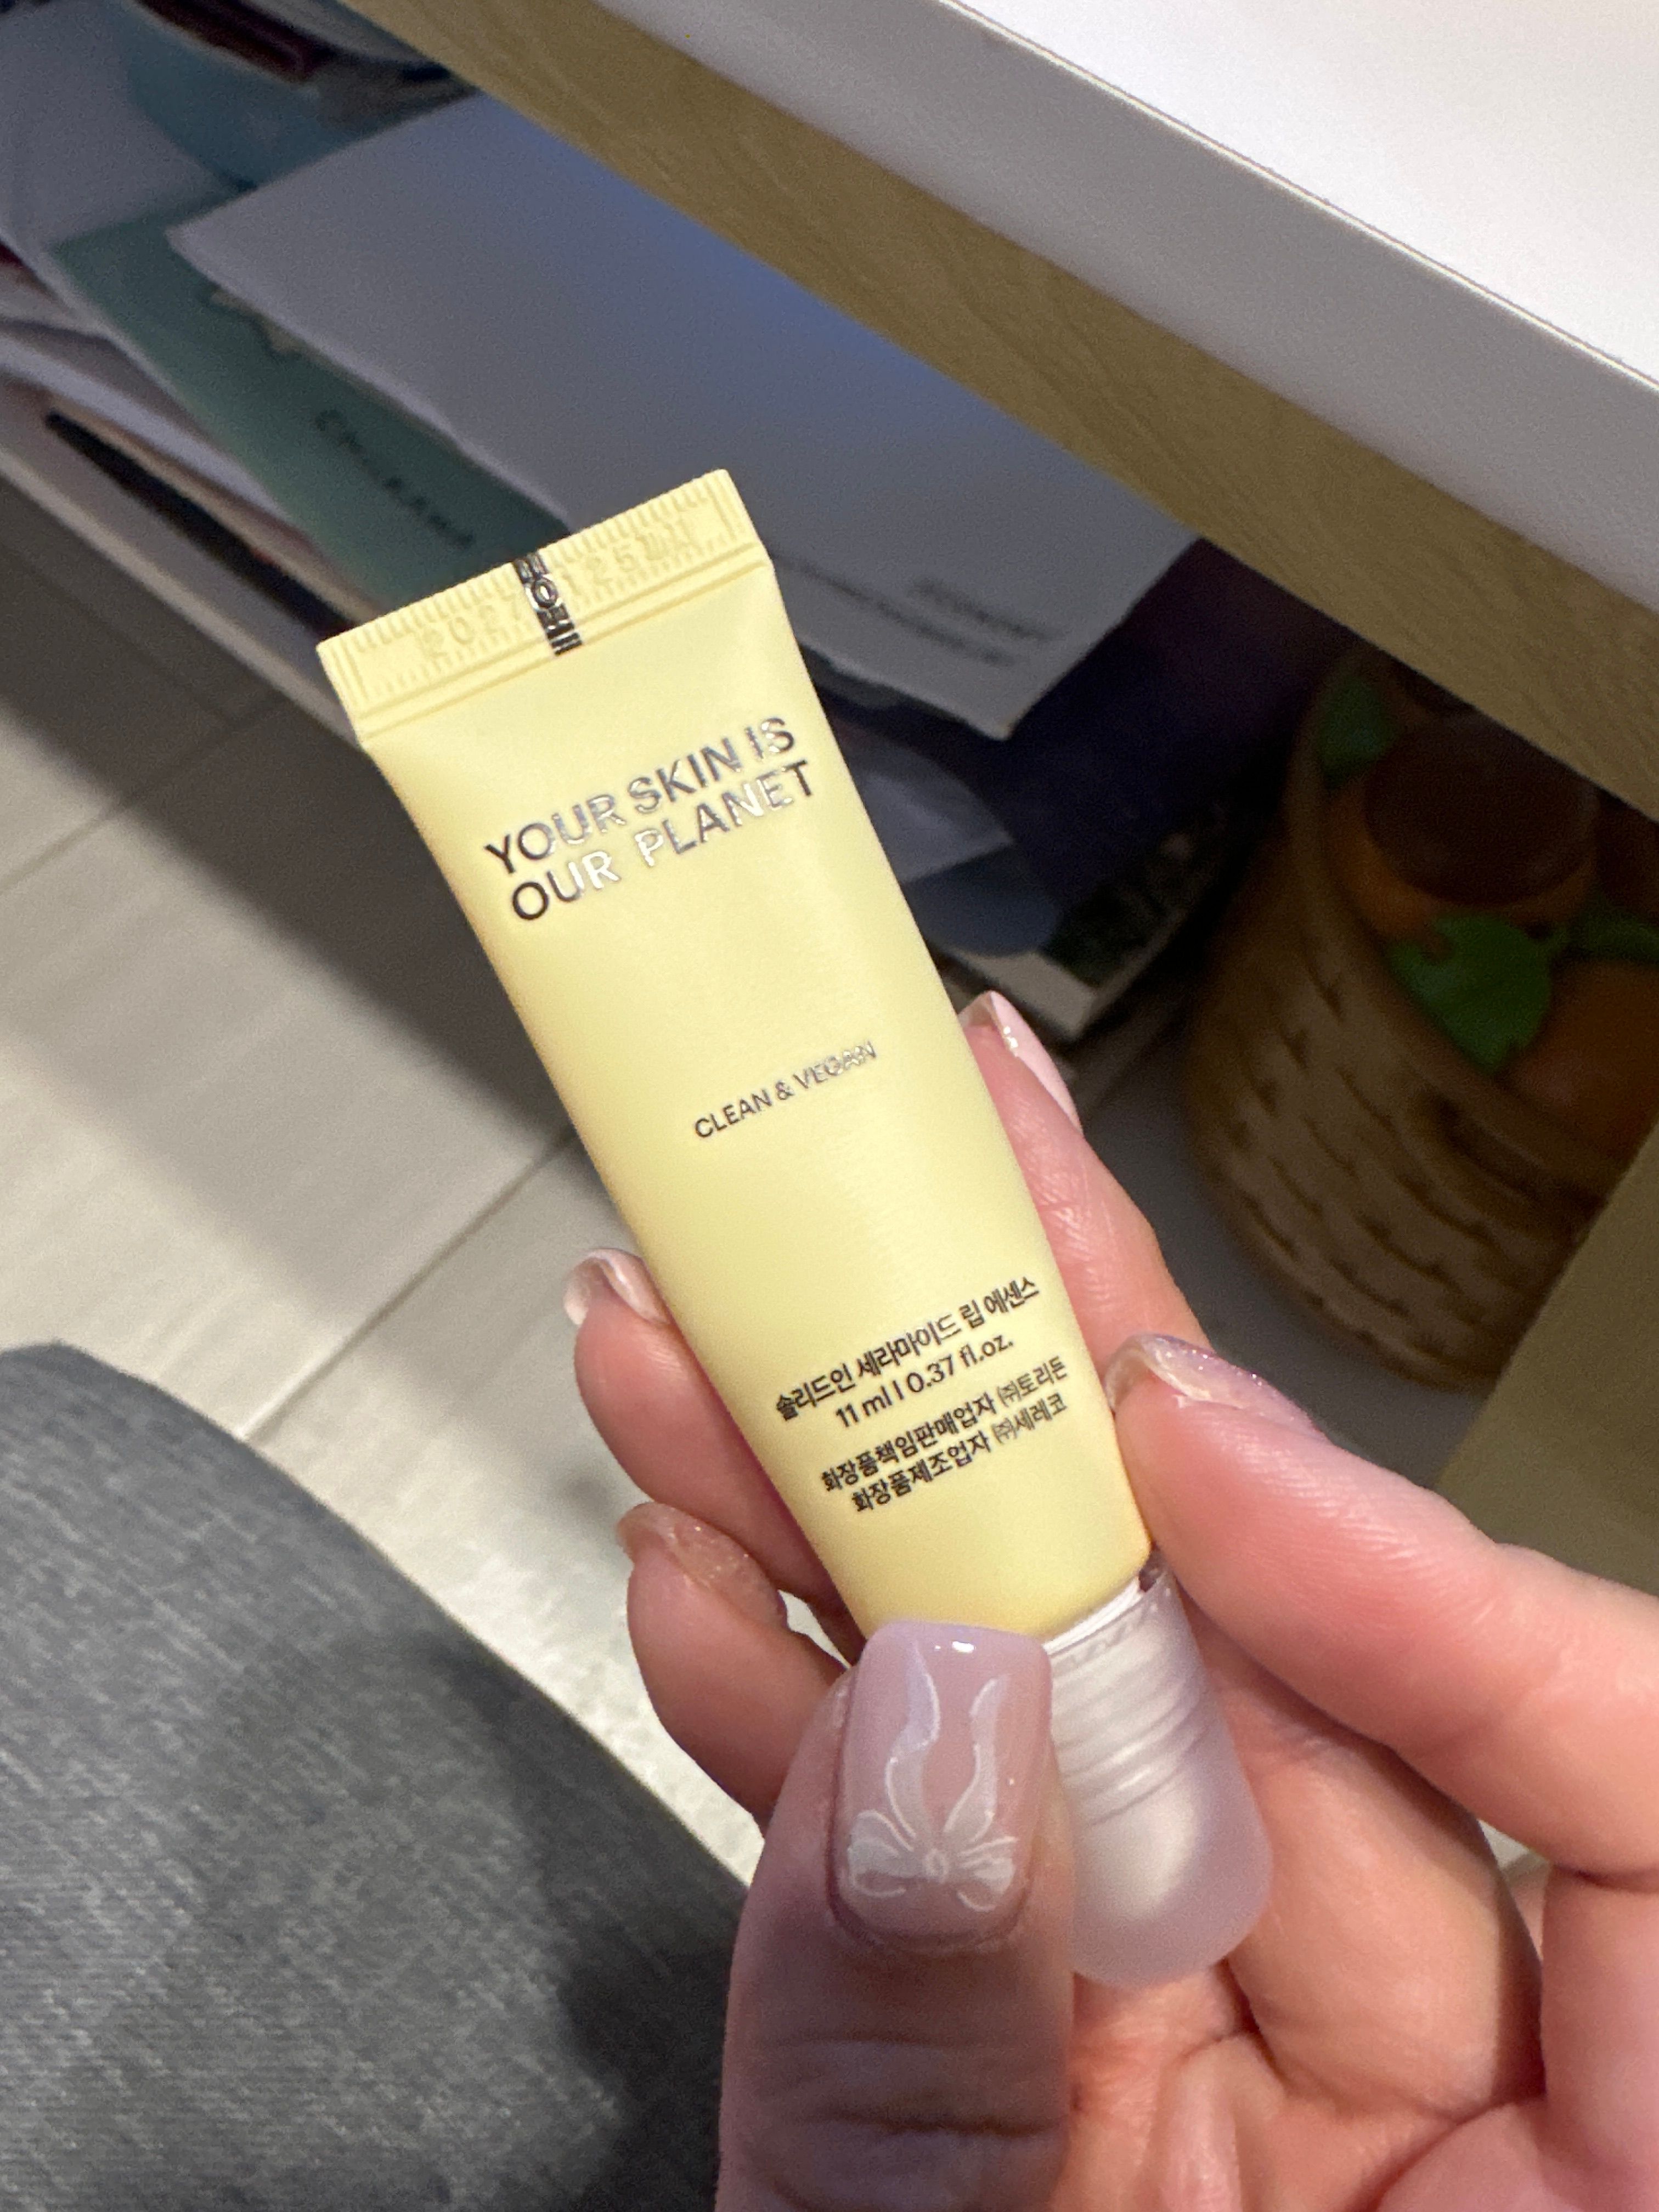 YOUR SKIN IS
OUR PLANET
CLEAN & VEGAN
솔리드인 세라마이드 립 에센스
11 ml | 0.37 fl.oz.
화장품책임판매업자 ㈜토리든
화장품제조업자 ㈜세레코